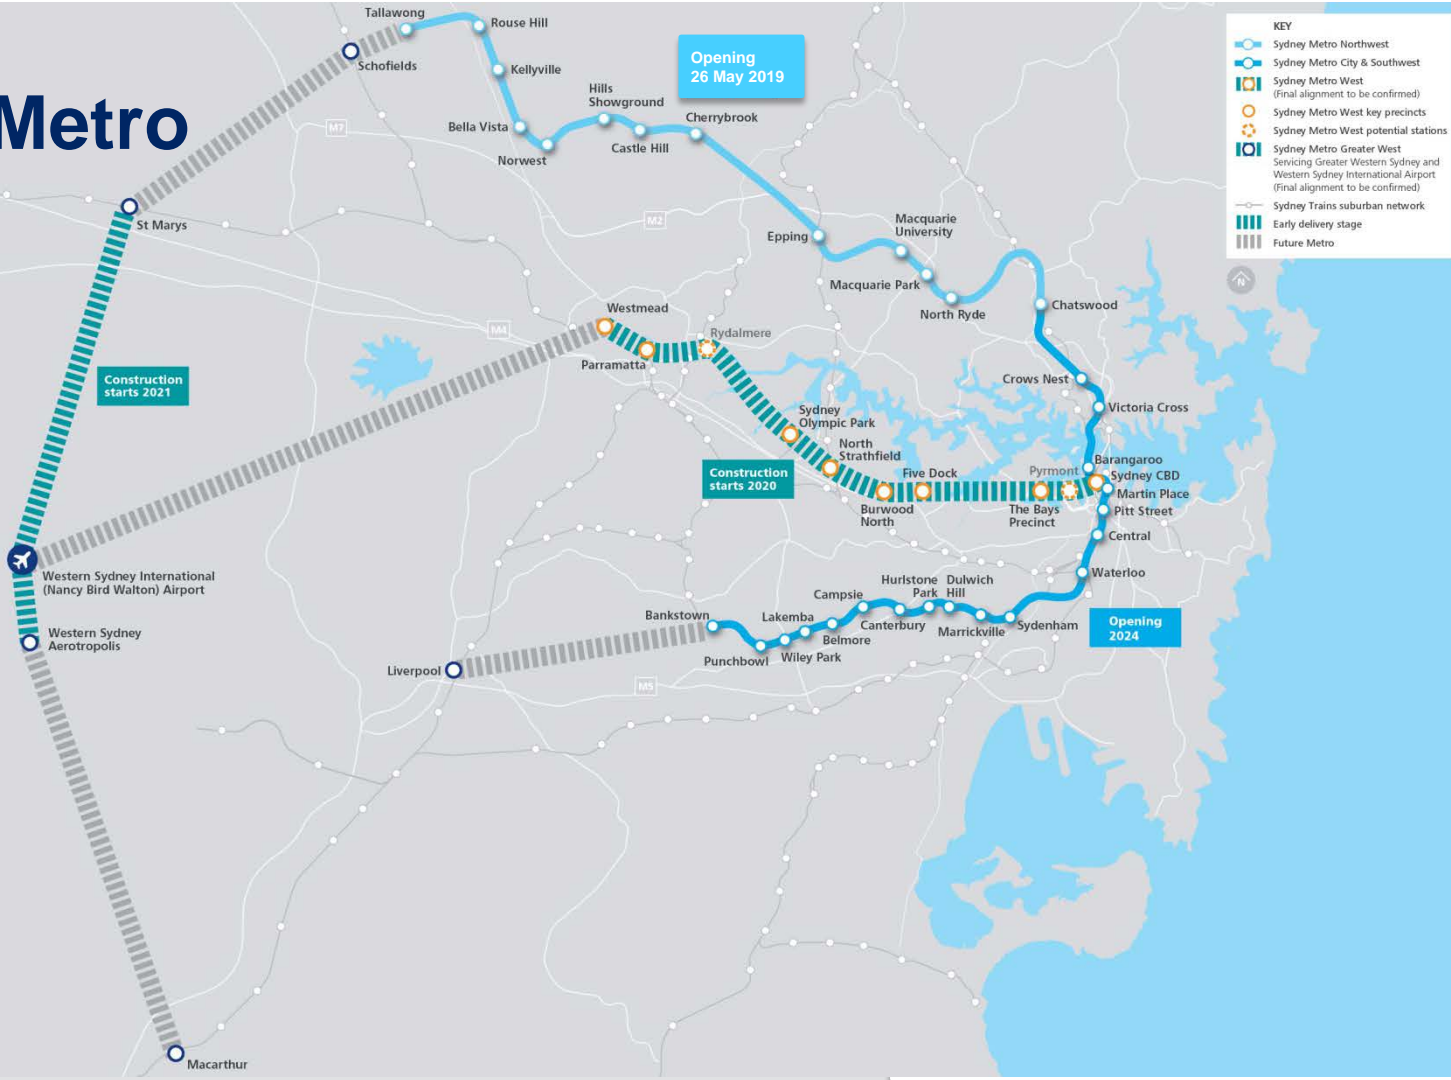 Metro
Tallawong
Rouse Hill
Schofields
Kellyville
Opening
26 May 2019
Hills
Showground
Cherrybrook
Bella Vista
Castle Hill
Norwest
M7
St Marys
M2
Macquarie
University
Epping
Macquarie Park
North Ryde
Chatswood
Westmead
M4
Rydalmere
Parramatta
Construction
starts 2021
Crows Nest
Victoria Cross
Sydney
Olympic Park
North
Strathfield
Construction
starts 2020
Five Dock
Pyrmont
Barangaroo
Sydney CBD
Martin Place
Pitt Street
Burwood
North
The Bays
Precinct
Central
Western Sydney International
(Nancy Bird Walton) Airport
Waterloo
Hurlstone
Park
Dulwich
Hill
Campsie
Bankstown
Lakemba
Canterbury
Marrickville
Sydenham
Belmore
Wiley Park
Punchbowl
Opening
2024
Western Sydney
Aerotropolis
Liverpool
M5
Macarthur
KEY
Sydney Metro Northwest
Sydney Metro City & Southwest
Sydney Metro West
(Final alignment to be confirmed)
Sydney Metro West key precincts
Sydney Metro West potential stations
Sydney Metro Greater West
Servicing Greater Western Sydney and
Western Sydney International Airport
(Final alignment to be confirmed)
Sydney Trains suburban network
Early delivery stage
Future Metro
N